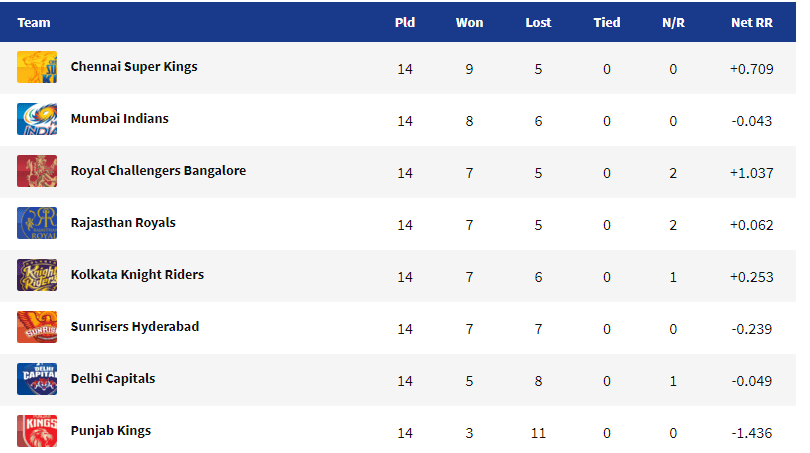 Team Pld Won Lost Tied N/R Net RR
Chennai Super Kings 14 9 5 0 0 +0.709
Mumbai Indians 14 8 6 0 0 -0.043
Royal Challengers Bangalore 14 7 5 0 2 +1.037
Rajasthan Royals 14 7 5 0 2 +0.062
Kolkata Knight Riders 14 7 6 0 1 +0.253
Sunrisers Hyderabad 14 7 7 0 0 -0.239
Delhi Capitals 14 5 8 0 1 -0.049
Punjab Kings 14 3 11 0 0 -1.436